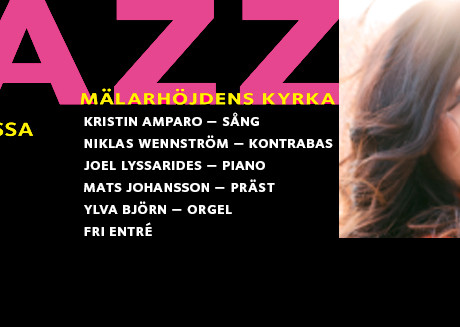 AZZ
SSA
MÄLARHÖJDENS KYRKA
KRISTIN AMPARO – SÅNG
NIKLAS WENNSTRÖM – KONTRABAS
JOEL LYSSARIDES – PIANO
MATS JOHANSSON – PRÄST
YLVA BJÖRN – ORGEL
FRI ENTRÉ